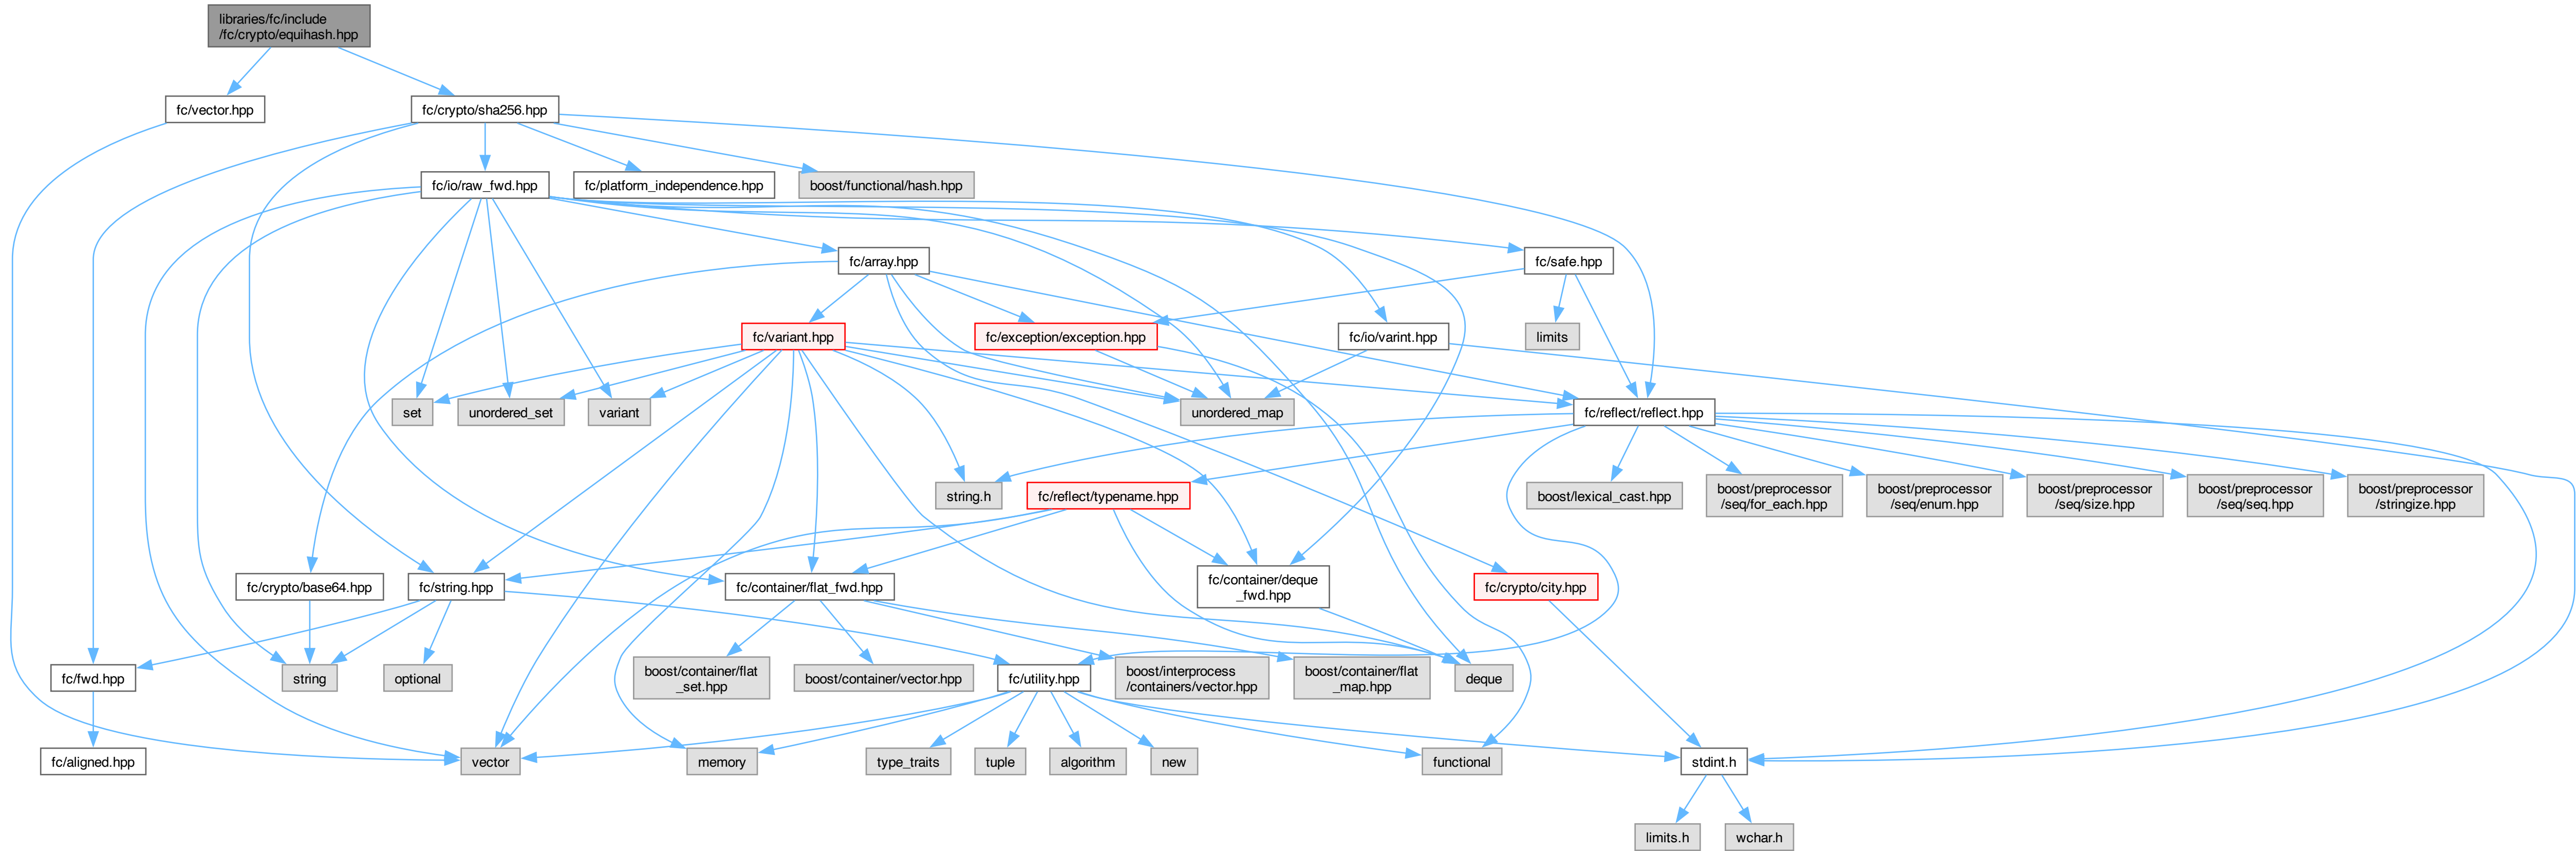 libraries/fc/include
/fc/crypto/equihash.hpp
fc/vector.hpp
fc/crypto/sha256.hpp
fc/io/raw_fwd.hpp
fc/platform_independence.hpp
boost/functional/hash.hpp
fc/array.hpp
fc/safe.hpp
fc/variant.hpp
fc/exception/exception.hpp
fc/io/varint.hpp
limits
set
unordered_set
variant
unordered_map
fc/reflect/reflect.hpp
string.h
fc/reflect/typename.hpp
boost/lexical_cast.hpp
boost/preprocessor
/seq/for_each.hpp
boost/preprocessor
/seq/enum.hpp
boost/preprocessor
/seq/size.hpp
boost/preprocessor
/seq/seq.hpp
boost/preprocessor
/stringize.hpp
fc/crypto/base64.hpp
fc/string.hpp
fc/container/flat_fwd.hpp
fc/container/deque
_fwd.hpp
fc/crypto/city.hpp
fc/fwd.hpp
string
optional
boost/container/flat
_set.hpp
boost/container/vector.hpp
fc/utility.hpp
boost/interprocess
/containers/vector.hpp
boost/container/flat
_map.hpp
deque
fc/aligned.hpp
vector
memory
type_traits
tuple
algorithm
new
functional
stdint.h
limits.h
wchar.h